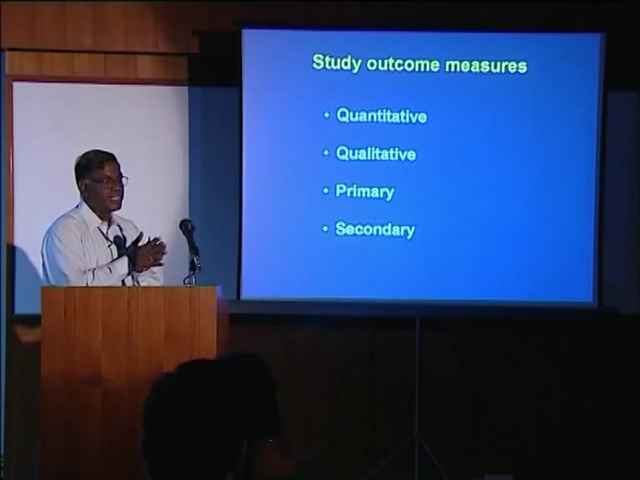 Study outcome measures
• Quantitative
• Qualitative
• Primary
• Secondary